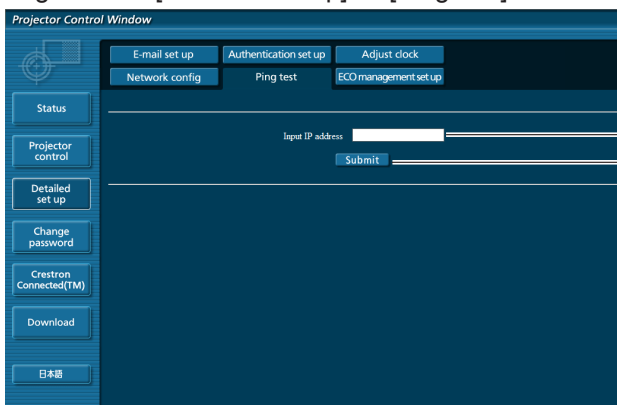 Projector Control Window
E-mail set up
Authentication set up
Adjust clock
Network config
Ping test
ECO management set up
Status
Input IP address
Submit
Projector
control
Detailed
set up
Change
password
Crestron
Connected(TM)
Download
日本語